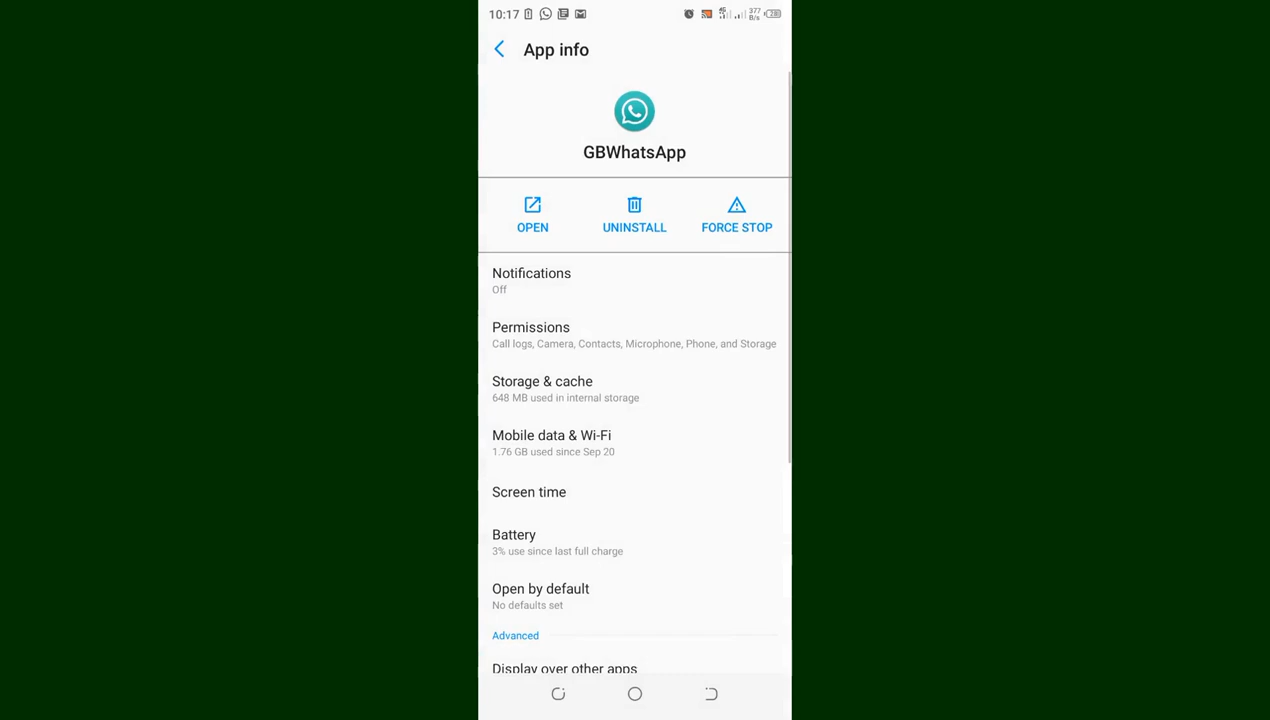 10:17 4G 377 B/s 28
App info
GBWhatsApp
OPEN UNINSTALL FORCE STOP
Notifications
Off
Permissions
Call logs, Camera, Contacts, Microphone, Phone, and Storage
Storage & cache
648 MB used in internal storage
Mobile data & Wi-Fi
1.76 GB used since Sep 20
Screen time
Battery
3% use since last full charge
Open by default
No defaults set
Advanced
Display over other apps